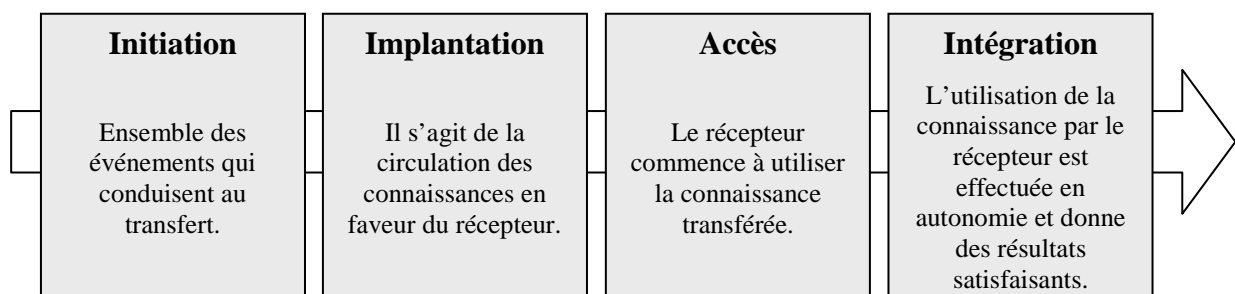 Initiation
Ensemble des
événements qui
conduisent au
transfert.
Implantation
Il s’agit de la
circulation des
connaissances en
faveur du récepteur.
Accès
Le récepteur
commence à utiliser
la connaissance
transférée.
Intégration
L’utilisation de la
connaissance par le
récepteur est
effectuée en
autonomie et donne
des résultats
satisfaisants.